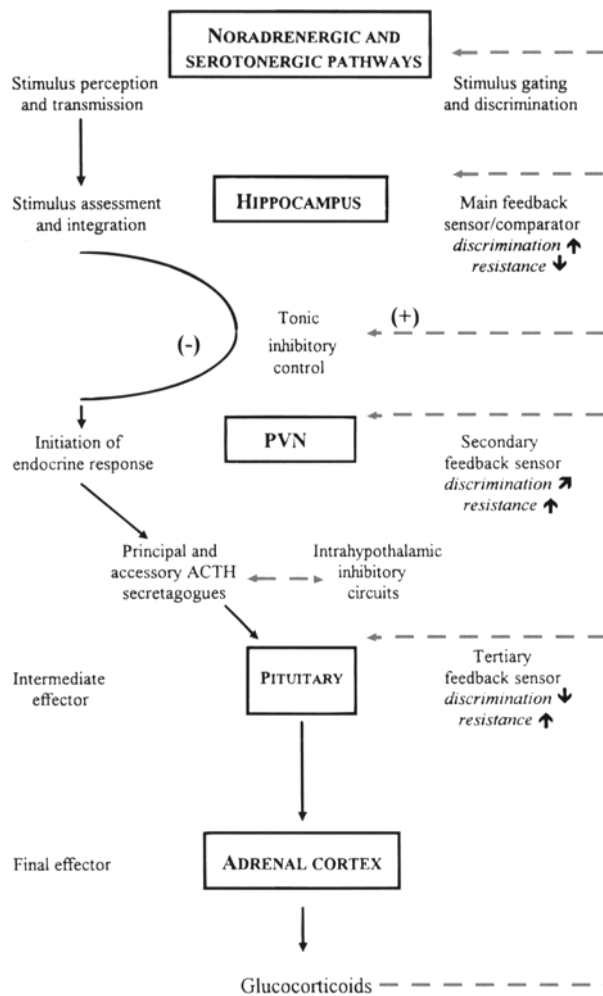 NORADRENERGIC AND
SEROTONERGIC PATHWAYS
Stimulus perception
and transmission
Stimulus gating
and discrimination
Stimulus assessment
and integration
HIPPOCAMPUS
Main feedback
sensor/comparator
discrimination ↑
resistance ↓
(-)
Tonic
inhibitory
control
(+)
Initiation of
endocrine response
PVN
Secondary
feedback sensor
discrimination ↗
resistance ↑
Principal and
accessory ACTH
secretagogues
Intrahypothalamic
inhibitory
circuits
Intermediate
effector
PITUITARY
Tertiary
feedback sensor
discrimination ↓
resistance ↑
Final effector
ADRENAL CORTEX
Glucocorticoids